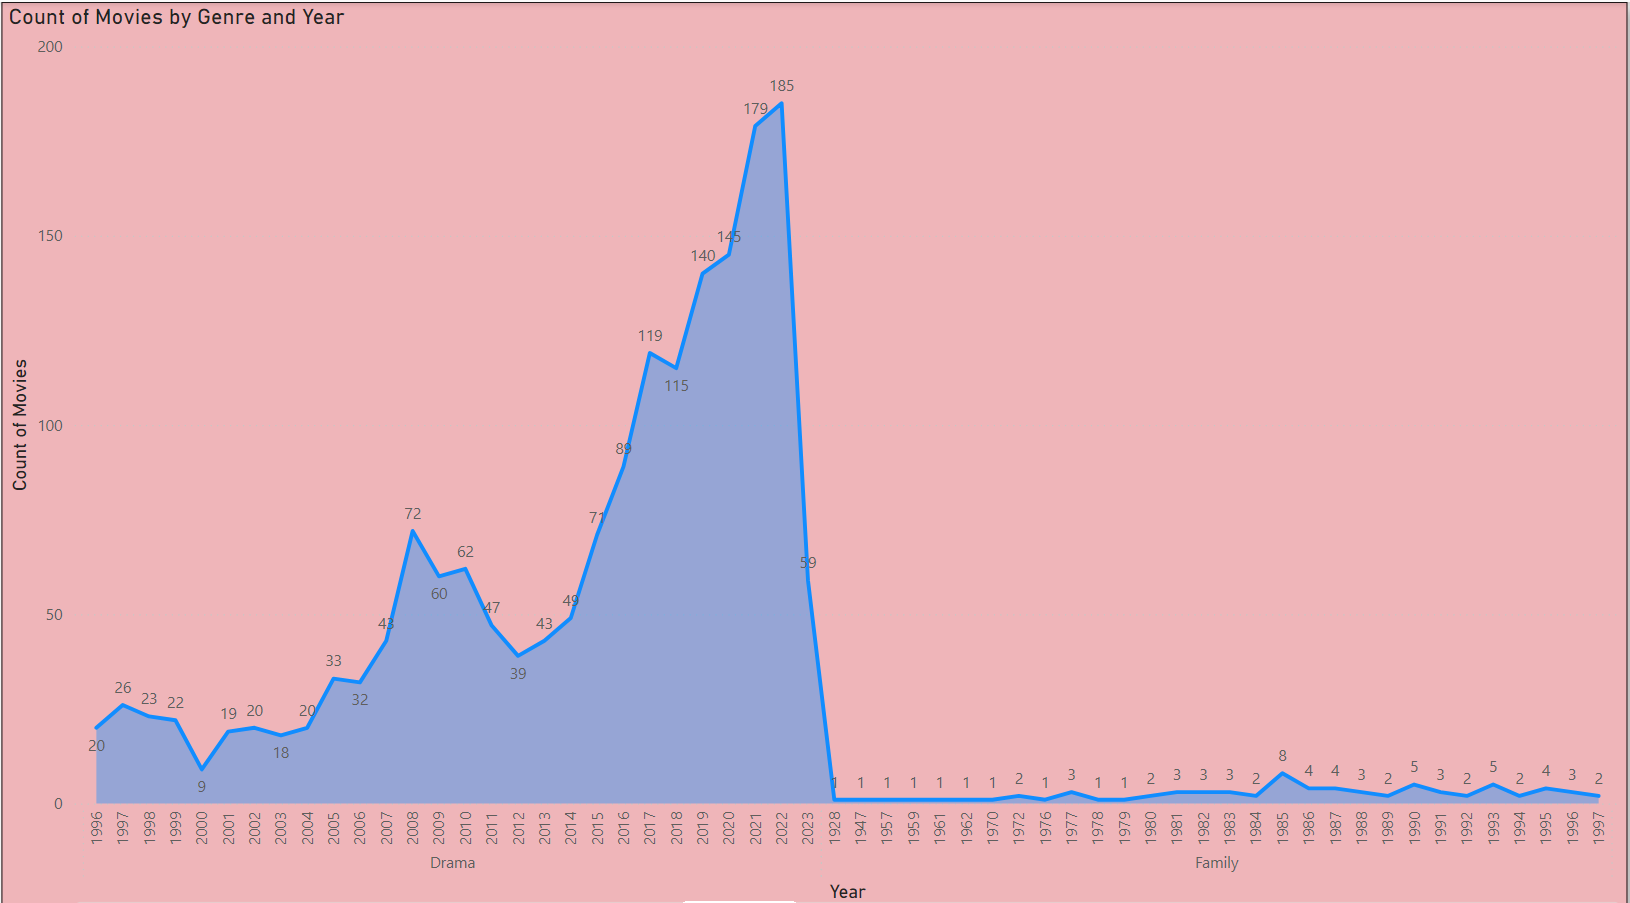 Count of Movies by Genre and Year
200
150
100
50
0
Count of Movies
20 26 23 22 9 19 20 18 20 33 32 43 72 60 62 47 39 43 49 71 89 119 115 140 145 179 185 59 1 1 1 1 1 1 1 2 1 3 1 1 2 3 3 3 2 8 4 4 3 2 5 3 2 5 2 4 3 2
1996 1997 1998 1999 2000 2001 2002 2003 2004 2005 2006 2007 2008 2009 2010 2011 2012 2013 2014 2015 2016 2017 2018 2019 2020 2021 2022 2023 1928 1947 1957 1959 1961 1962 1970 1972 1976 1977 1978 1979 1980 1981 1982 1983 1984 1985 1986 1987 1988 1989 1990 1991 1992 1993 1994 1995 1996 1997
Drama Family
Year